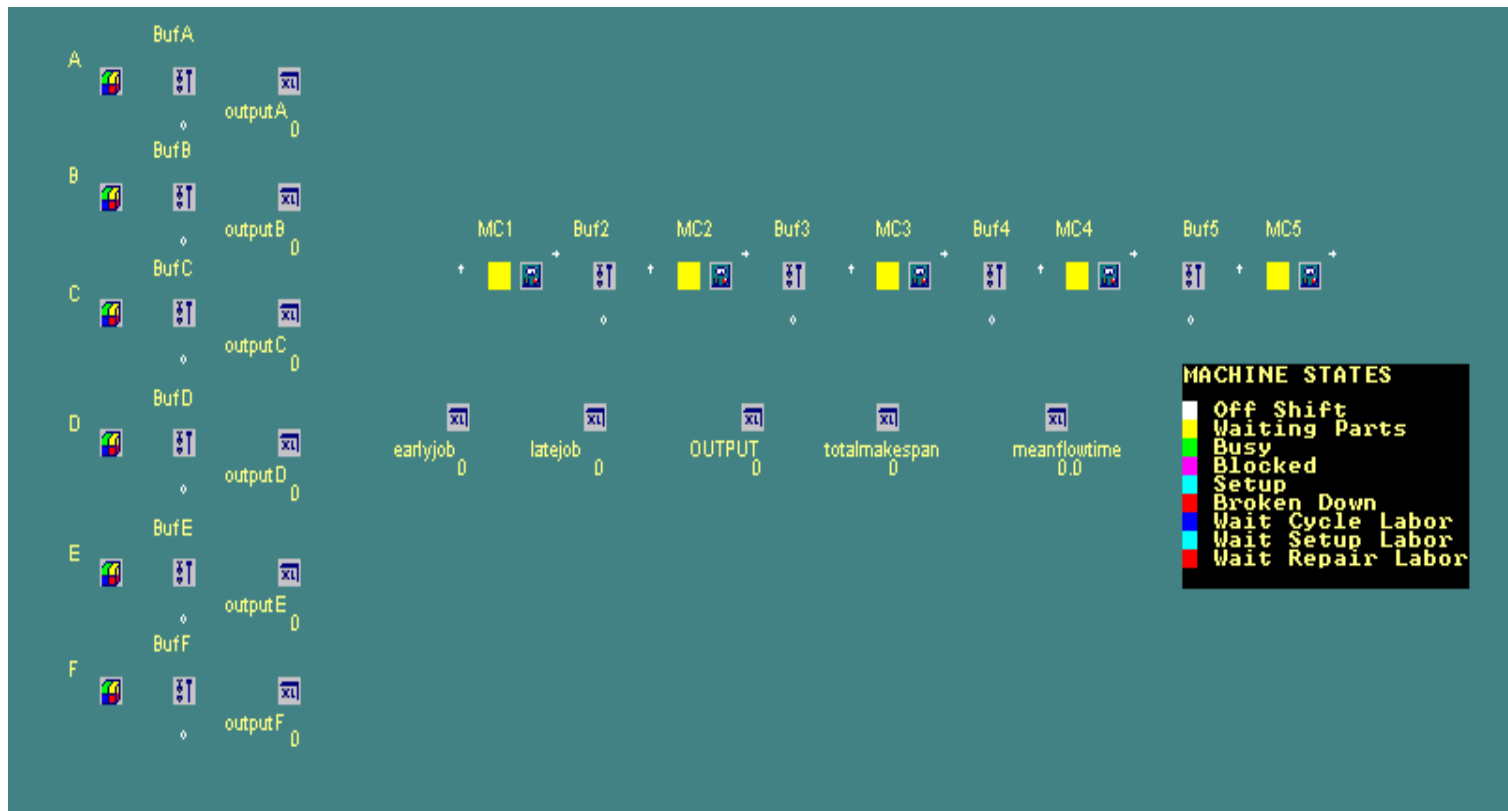 BufA
A
outputA
0
BufB
B
outputB
0
BufC
C
outputC
0
BufD
D
outputD
0
BufE
E
outputE
0
BufF
F
outputF
0
MC1 Buf2 MC2 Buf3 MC3 Buf4 MC4 Buf5 MC5
earlyjob latejob OUTPUT totalmakespan meanflowtime
0 0 0 0 0.0
MACHINE STATES
Off Shift
Waiting Parts
Busy
Blocked
Setup
Broken Down
Wait Cycle Labor
Wait Setup Labor
Wait Repair Labor